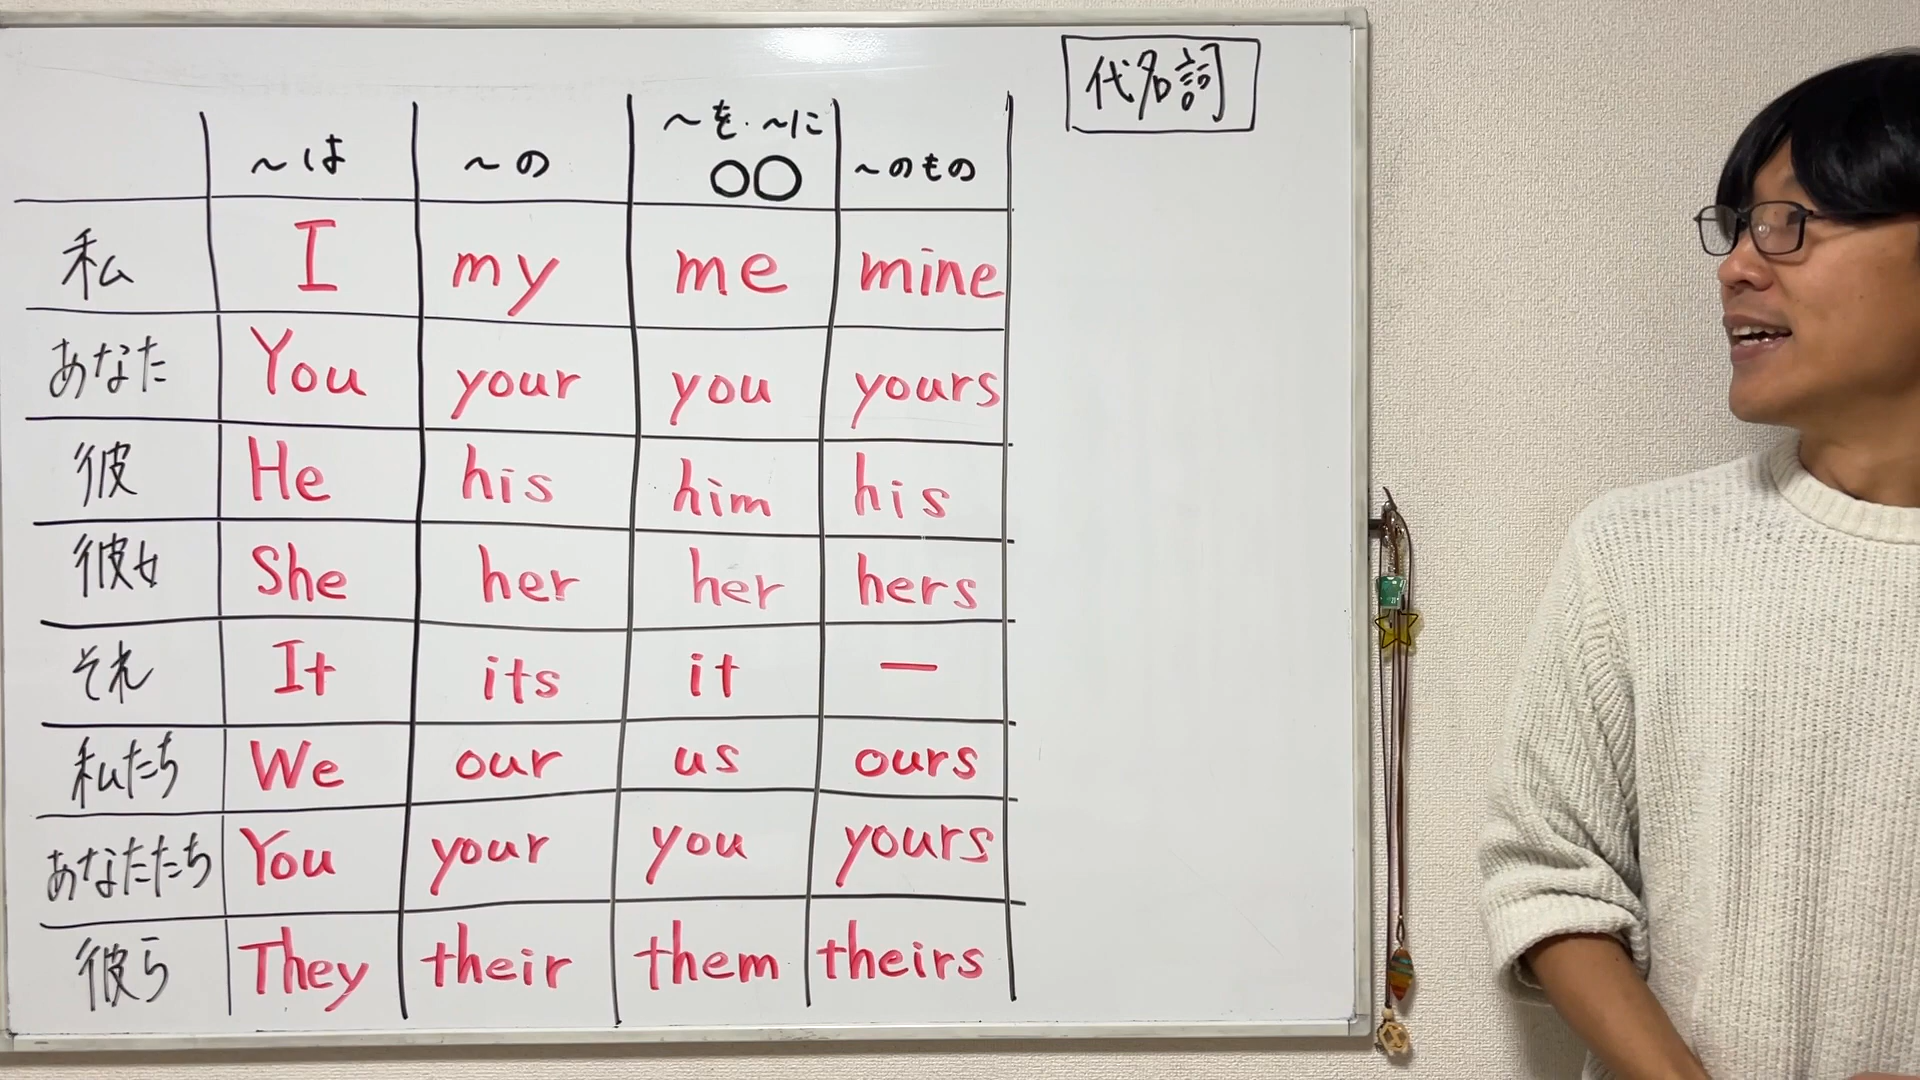 代名詞
～は ～の ～を・～に ～のもの
〇〇
私 I my me mine
あなた You your you yours
彼 He his him his
彼女 She her her hers
それ It its it ー
私たち We our us ours
あなたたち You your you yours
彼ら They their them theirs